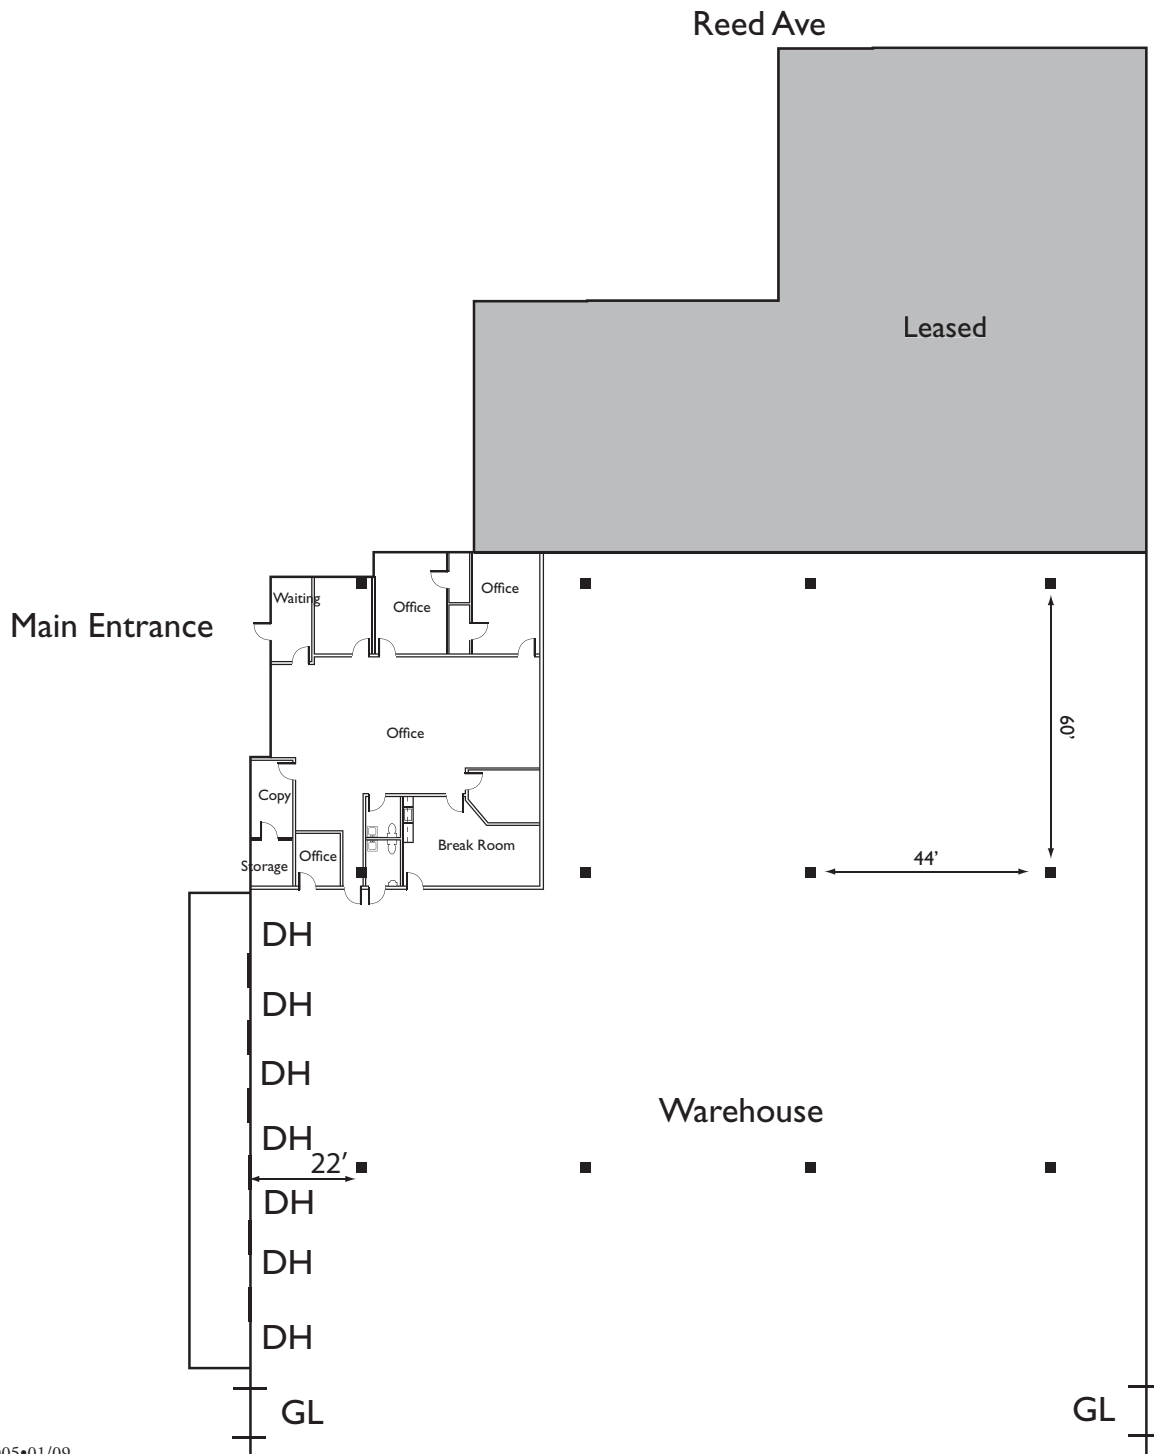 Reed Ave
Leased
Main Entrance
Waiting
Office
Office
Office
Copy
Storage
Office
Break Room
60’
44’
DH
DH
DH
DH
22’
DH
DH
DH
Warehouse
GL
GL